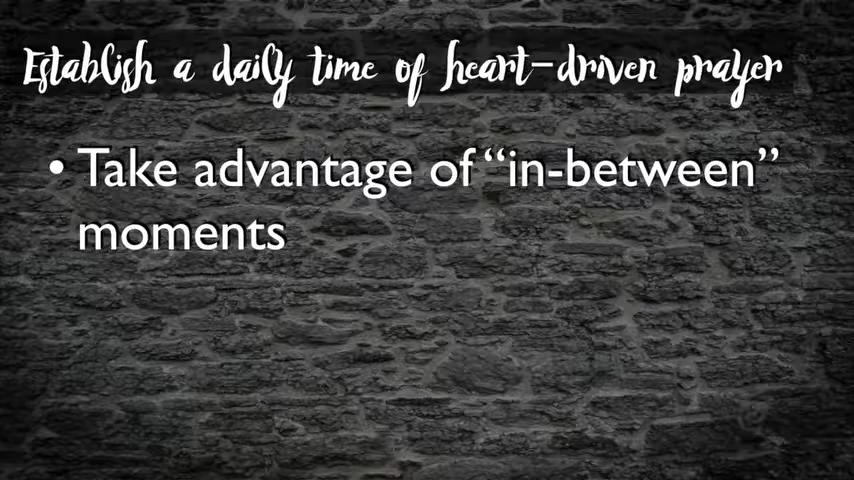 Establish a daily time of heart-driven prayer
• Take advantage of “in-between”
moments